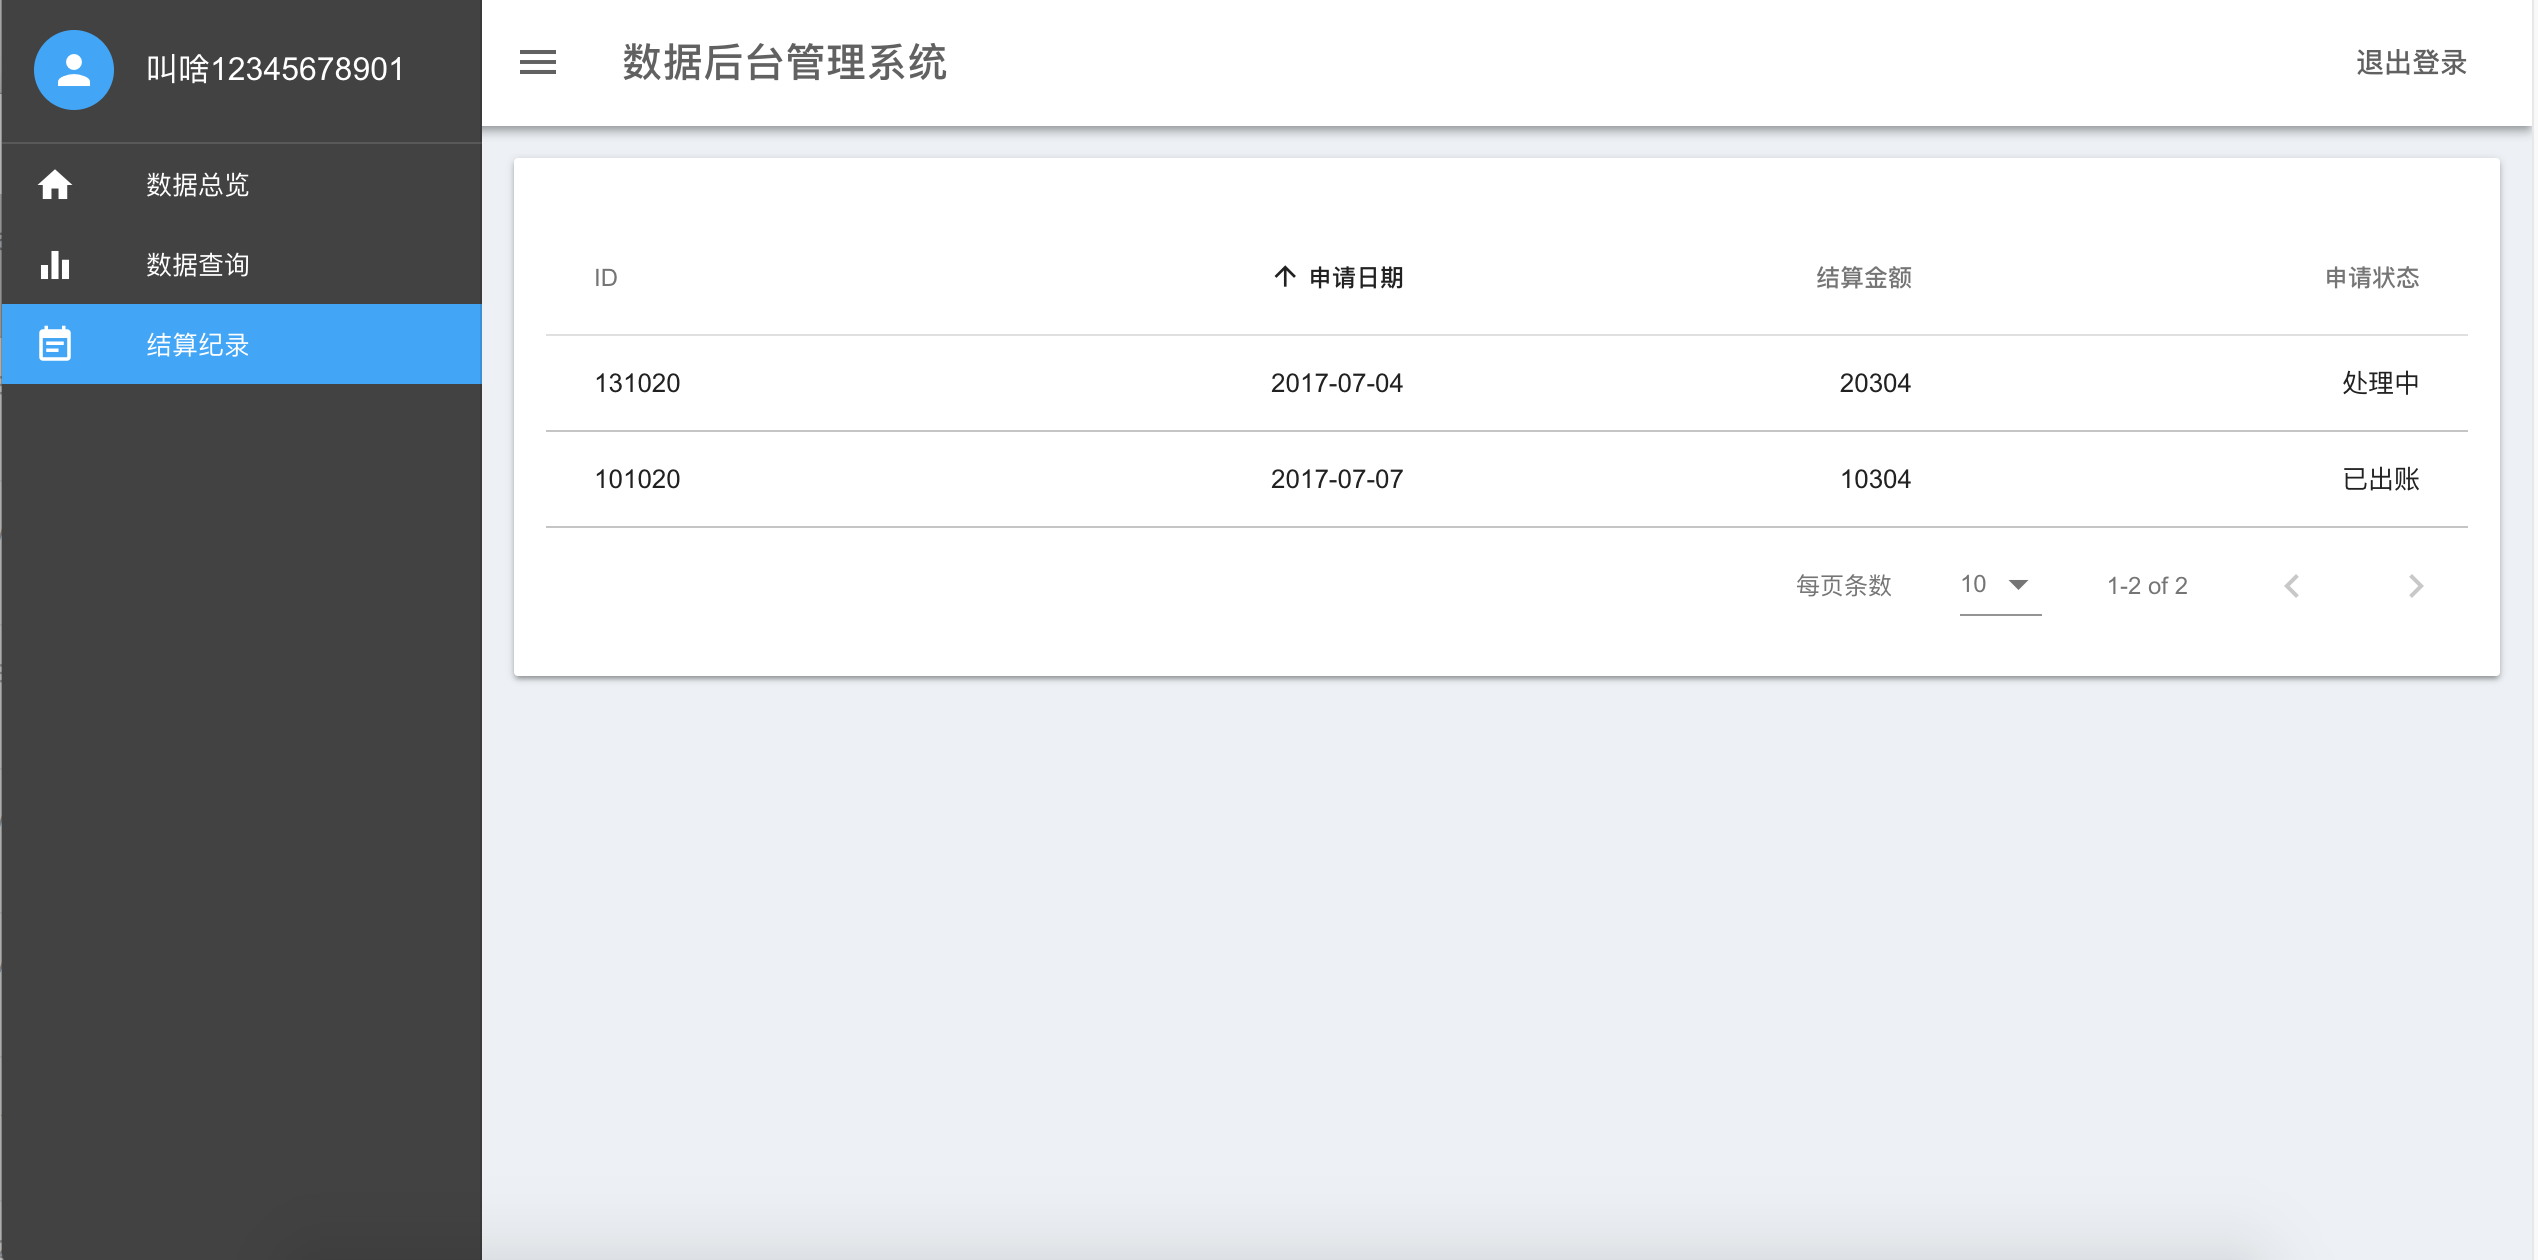 叫啥12345678901
数据总览
数据查询
结算纪录
数据后台管理系统
退出登录
ID 申请日期 结算金额 申请状态
131020 2017-07-04 20304 处理中
101020 2017-07-07 10304 已出账
每页条数 10 1-2 of 2